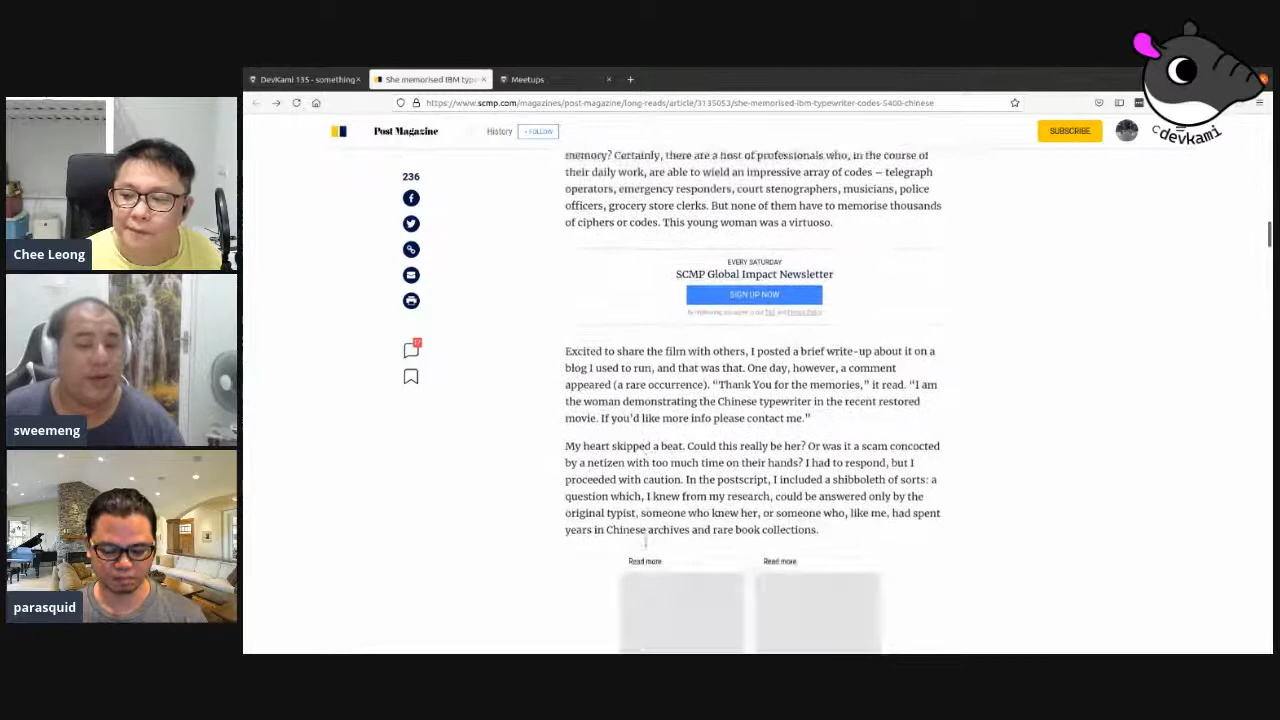 DevKami 135 - something
She memorised IBM type
Meetups
https://www.scmp.com/magazines/post-magazine/long-reads/article/3135053/she-memorised-ibm-typewriter-codes-5400-chinese
devkami
Post Magazine
History
+ FOLLOW
SUBSCRIBE
236
17
memory? Certainly, there are a host of professionals who, in the course of
their daily work, are able to wield an impressive array of codes – telegraph
operators, emergency responders, court stenographers, musicians, police
officers, grocery store clerks. But none of them have to memorise thousands
of ciphers or codes. This young woman was a virtuoso.
EVERY SATURDAY
SCMP Global Impact Newsletter
SIGN UP NOW
By registering you agree to our T&C and Privacy Policy
Excited to share the film with others, I posted a brief write-up about it on a
blog I used to run, and that was that. One day, however, a comment
appeared (a rare occurrence). “Thank You for the memories,” it read. “I am
the woman demonstrating the Chinese typewriter in the recent restored
movie. If you’d like more info please contact me.”
My heart skipped a beat. Could this really be her? Or was it a scam concocted
by a netizen with too much time on their hands? I had to respond, but I
proceeded with caution. In the postscript, I included a shibboleth of sorts: a
question which, I knew from my research, could be answered only by the
original typist, someone who knew her, or someone who, like me, had spent
years in Chinese archives and rare book collections.
Read more
Read more
Chee Leong
sweemeng
parasquid